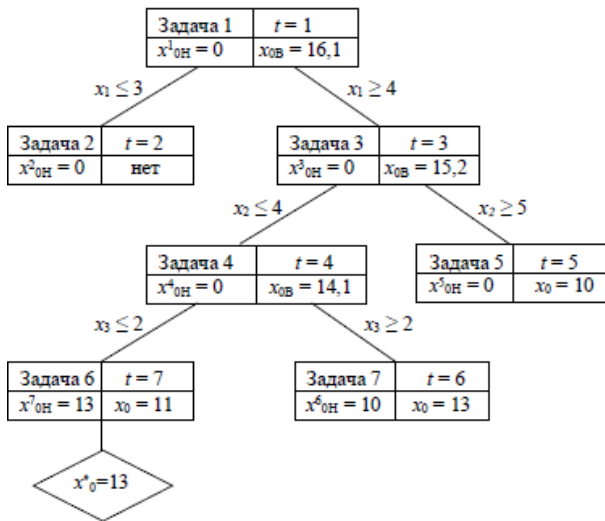 Задача 1 t = 1
x¹₀н = 0 x₀в = 16,1
x₁ ≤ 3 x₁ ≥ 4
Задача 2 t = 2 Задача 3 t = 3
x²₀н = 0 нет x³₀н = 0 x₀в = 15,2
x₂ ≤ 4 x₂ ≥ 5
Задача 4 t = 4 Задача 5 t = 5
x⁴₀н = 0 x₀в = 14,1 x⁵₀н = 0 x₀ = 10
x₃ ≤ 2 x₃ ≥ 2
Задача 6 t = 7 Задача 7 t = 6
x⁷₀н = 13 x₀ = 11 x⁶₀н = 10 x₀ = 13
x*₀=13